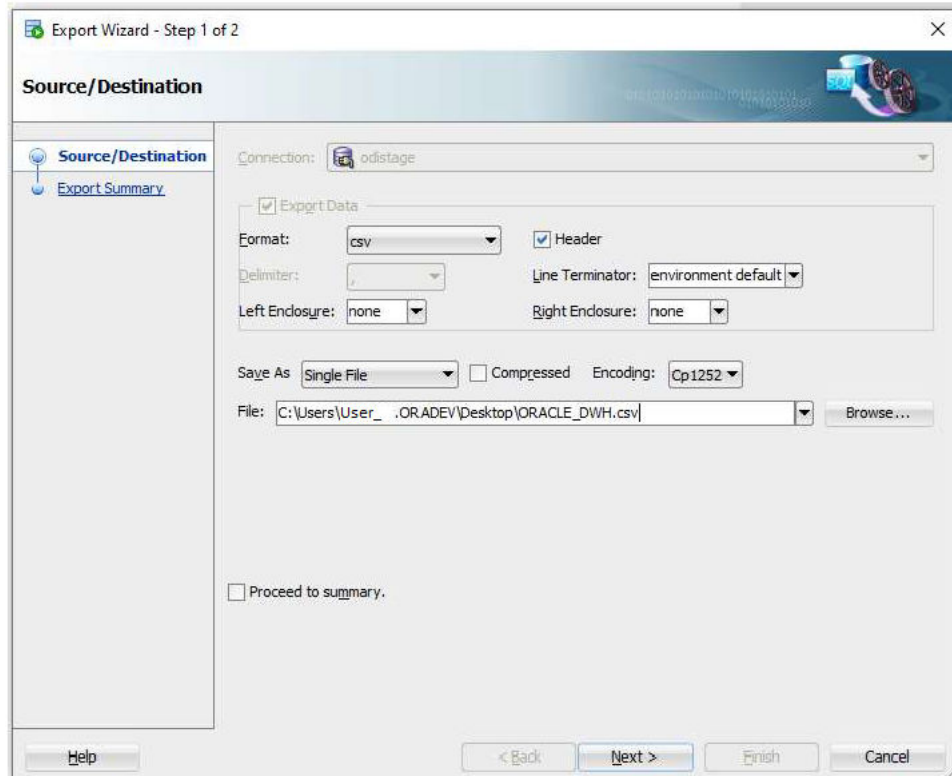 Export Wizard - Step 1 of 2
Source/Destination
SQL
Source/Destination
Export Summary
Connection: odistage
Export Data
Format: csv Header
Delimiter: , Line Terminator: environment default
Left Enclosure: none Right Enclosure: none
Save As Single File Compressed Encoding: Cp1252
File: C:\Users\User_ .ORADEV\Desktop\ORACLE_DWH.csv Browse...
Proceed to summary.
Help < Back Next > Finish Cancel